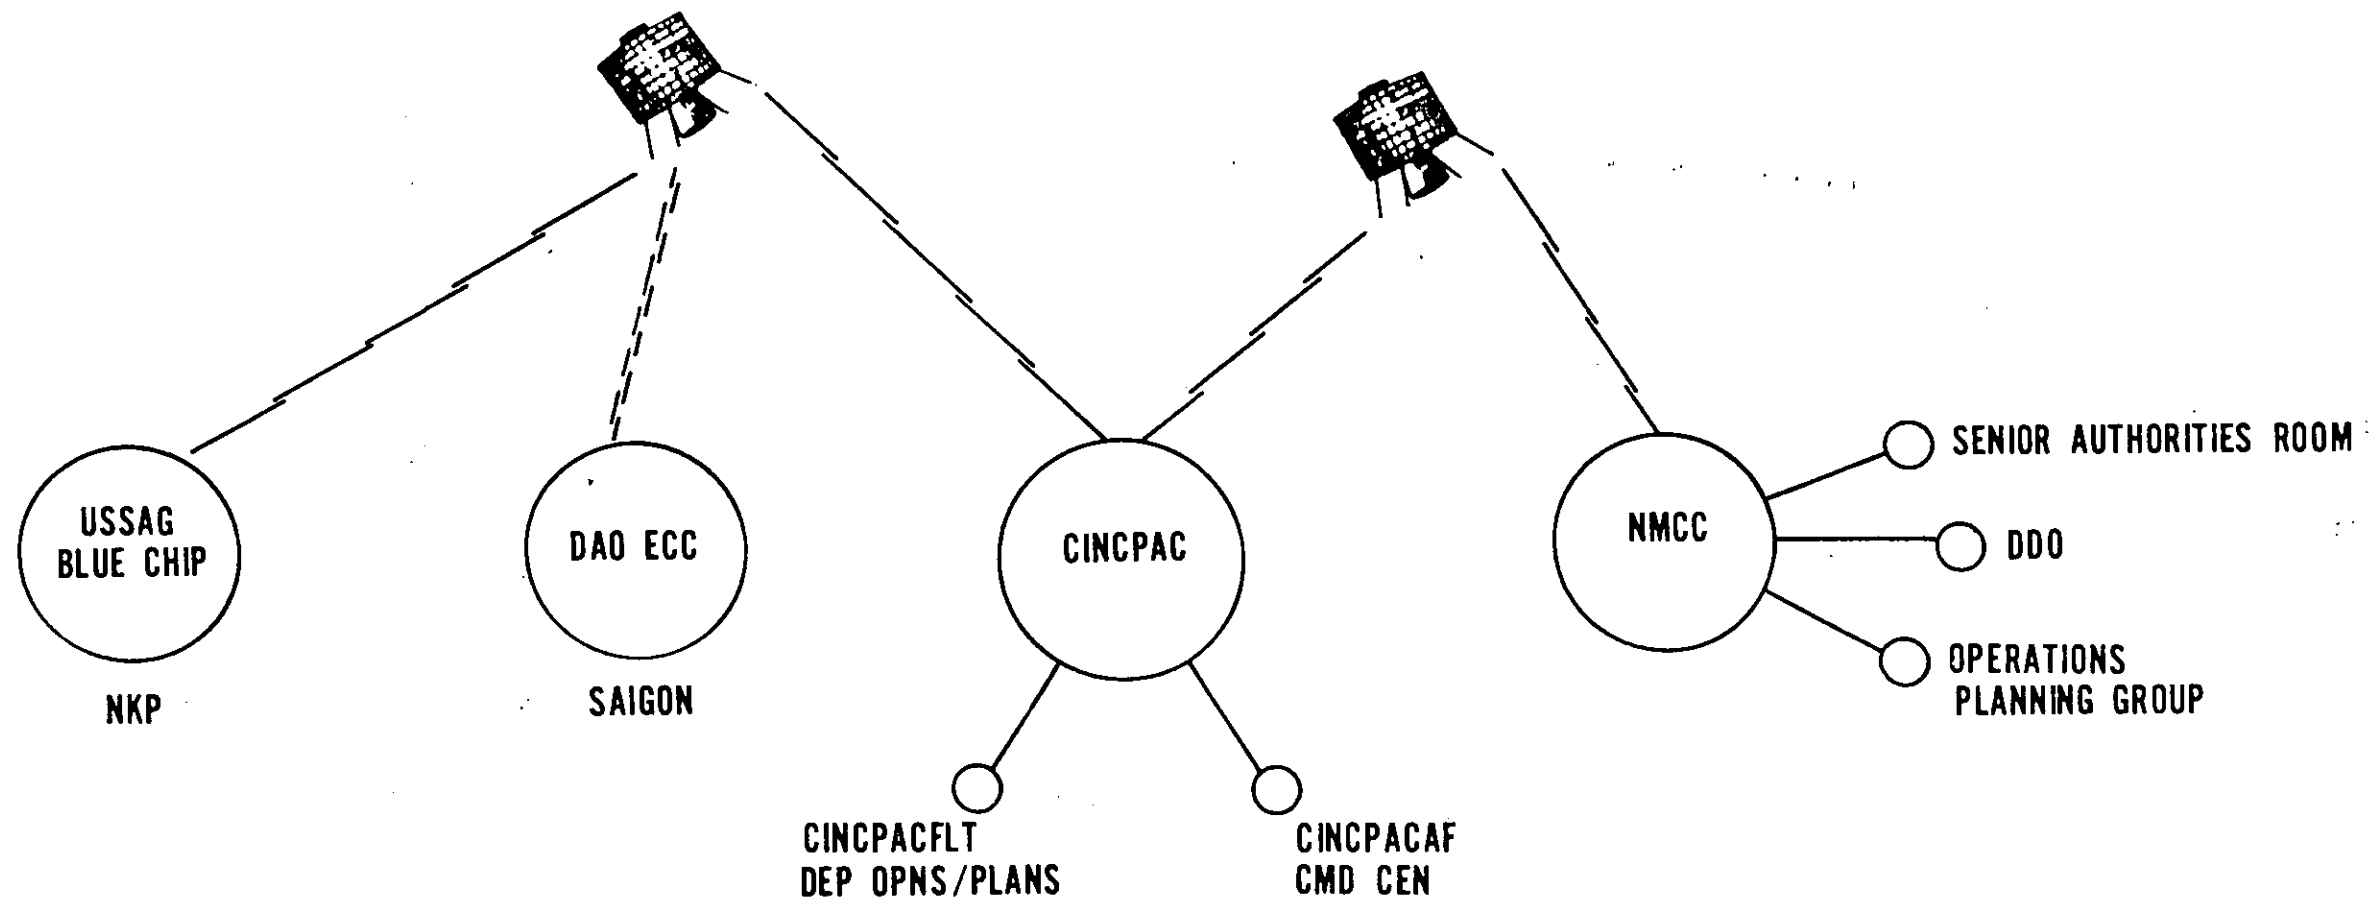 USSAG
BLUE CHIP
NKP
DAO ECC
SAIGON
CINCPAC
CINCPACFLT
DEP OPNS/PLANS
CINCPACAF
CMD CEN
NMCC
SENIOR AUTHORITIES ROOM
DDO
OPERATIONS
PLANNING GROUP